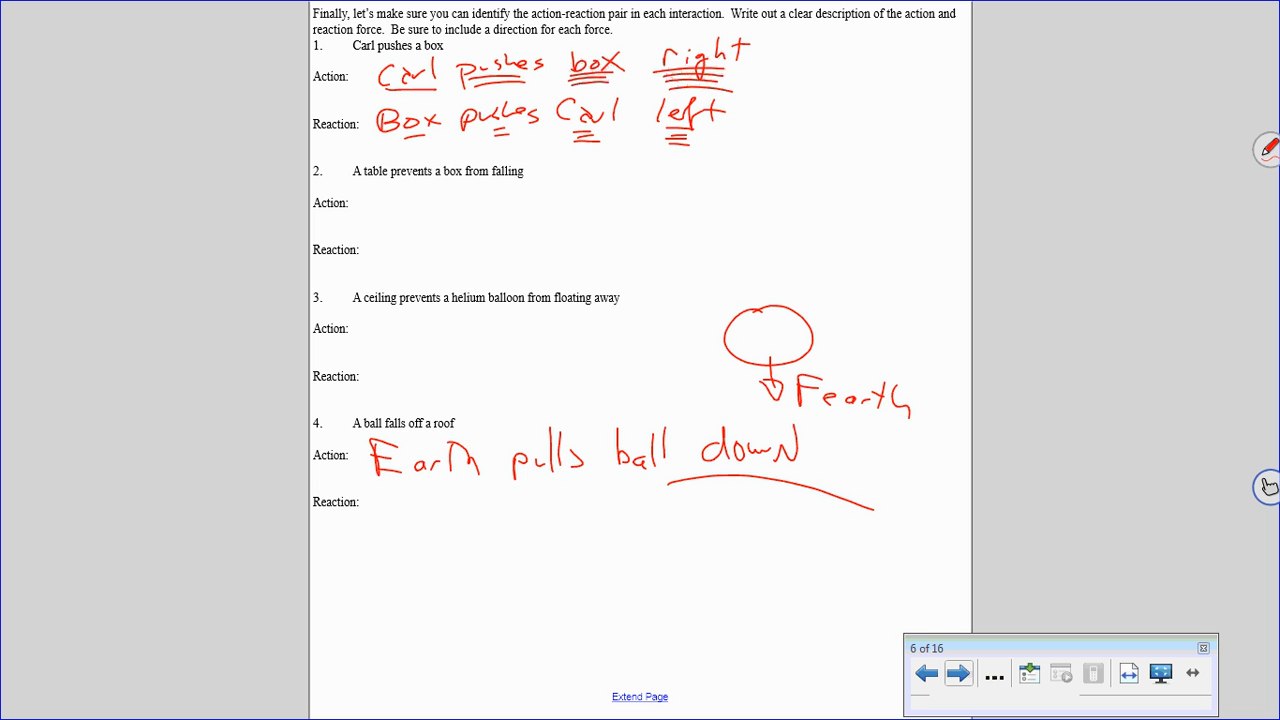 Finally, let's make sure you can identify the action-reaction pair in each interaction. Write out a clear description of the action and
reaction force. Be sure to include a direction for each force.
1. Carl pushes a box
Action: Carl pushes box right
Reaction: Box pushes Carl left
2. A table prevents a box from falling
Action:
Reaction:
3. A ceiling prevents a helium balloon from floating away
Action:
Reaction:
Fearth
4. A ball falls off a roof
Action: Earth pulls ball down
Reaction:
6 of 16
...
Extend Page